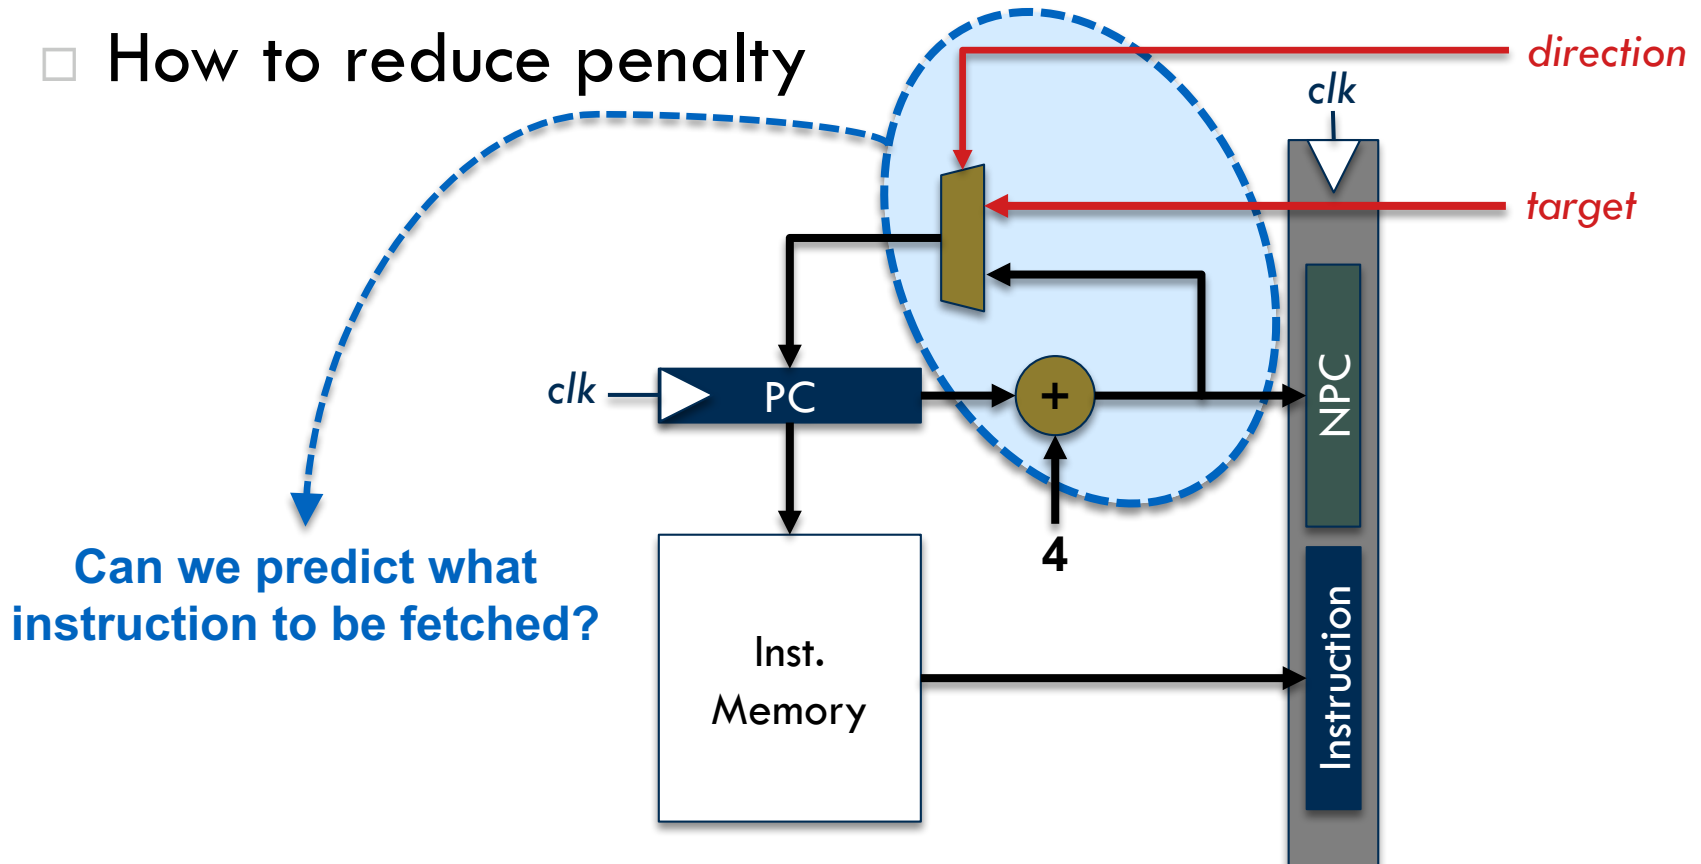 How to reduce penalty
direction
clk
target
clk
PC
+
NPC
4
Can we predict what
instruction to be fetched?
Inst.
Memory
Instruction